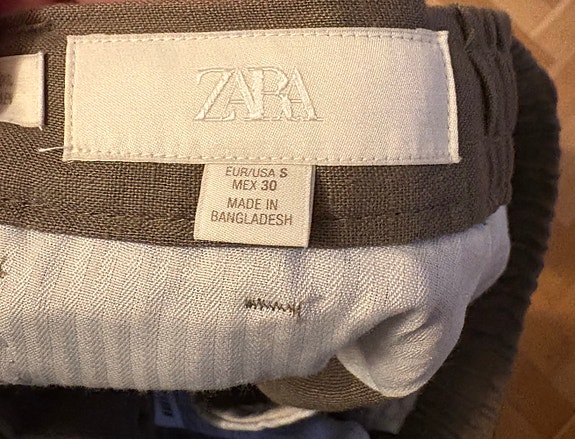 ZARA
EUR/USA S
MEX 30
MADE IN
BANGLADESH